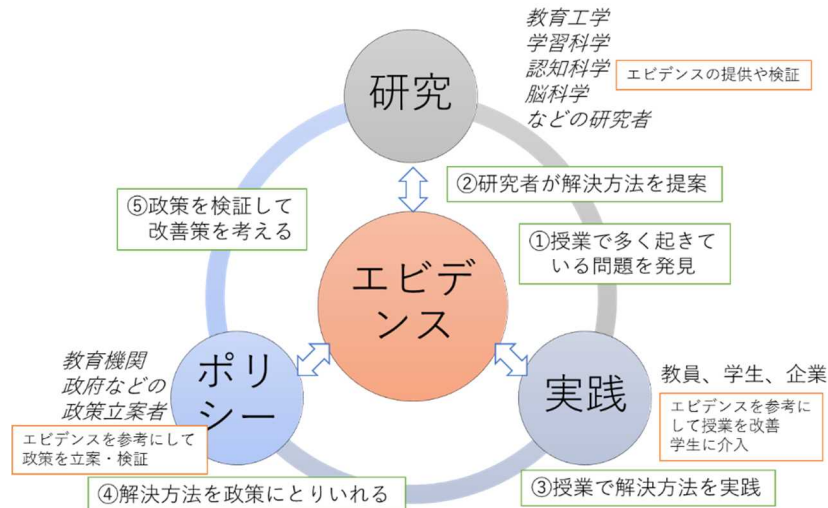 教育工学
学習科学
認知科学
脳科学
などの研究者
エビデンスの提供や検証
研究
②研究者が解決方法を提案
⑤政策を検証して
改善策を考える
①授業で多く起きて
いる問題を発見
エビデ
ンス
教育機関
政府などの
政策立案者
ポリ
シー
エビデンスを参考にして
政策を立案・検証
実践
教員、学生、企業
エビデンスを参考に
して授業を改善
学生に介入
④解決方法を政策にとりいれる
③授業で解決方法を実践